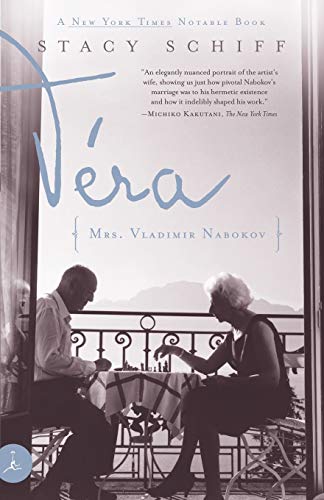 A NEW YORK TIMES NOTABLE BOOK
STACY SCHIFF
"An elegantly nuanced portrait of the artist's
wife, showing us just how pivotal Nabokov's
marriage was to his hermetic existence
and how it indelibly shaped his work."
—MICHIKO KAKUTANI, The New York Times
Véra
{ MRS. VLADIMIR NABOKOV }